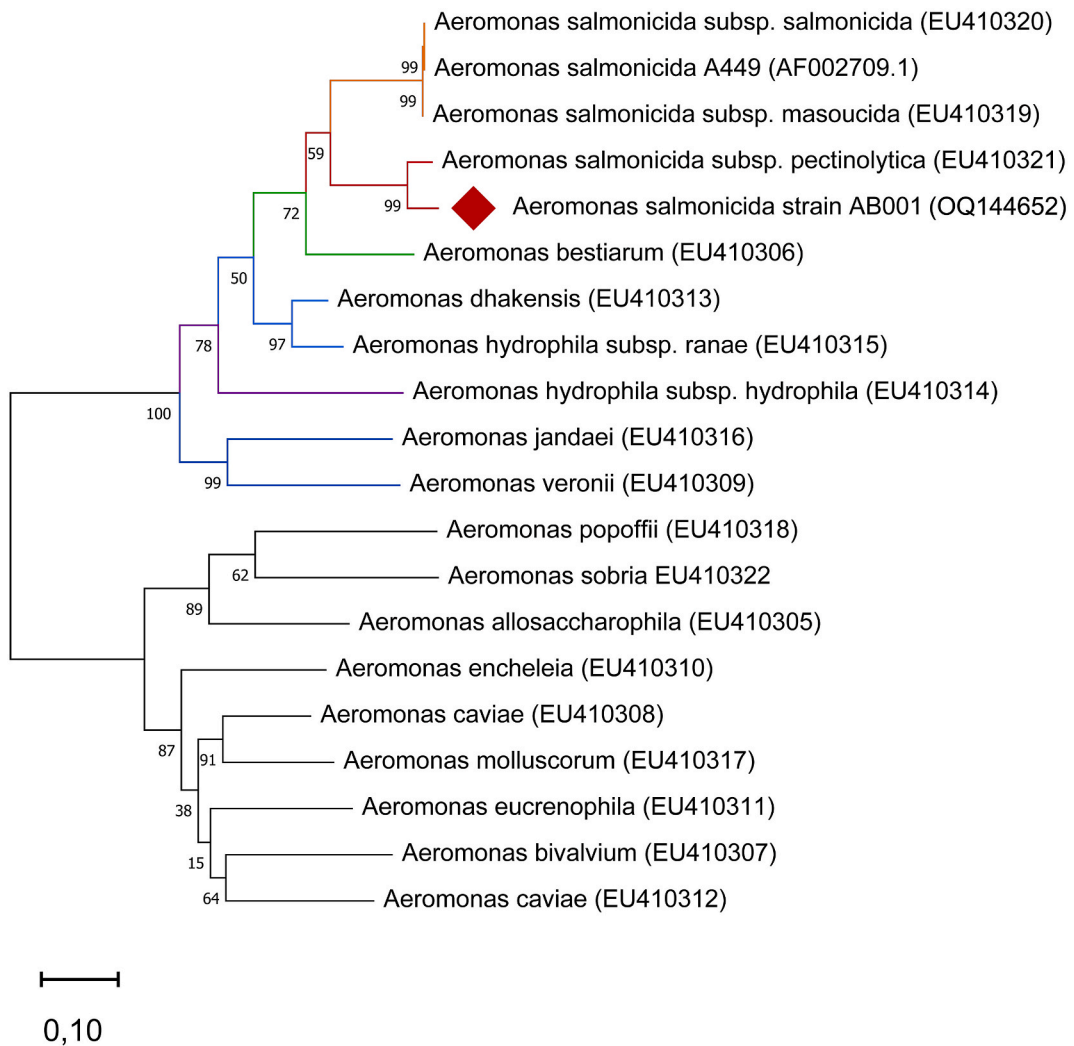 Aeromonas salmonicida subsp. salmonicida (EU410320)
99
Aeromonas salmonicida A449 (AF002709.1)
99
Aeromonas salmonicida subsp. masoucida (EU410319)
59
Aeromonas salmonicida subsp. pectinolytica (EU410321)
99
Aeromonas salmonicida strain AB001 (OQ144652)
72
Aeromonas bestiarum (EU410306)
50
Aeromonas dhakensis (EU410313)
97
Aeromonas hydrophila subsp. ranae (EU410315)
78
Aeromonas hydrophila subsp. hydrophila (EU410314)
100
Aeromonas jandaei (EU410316)
99
Aeromonas veronii (EU410309)
Aeromonas popoffii (EU410318)
62
Aeromonas sobria EU410322
89
Aeromonas allosaccharophila (EU410305)
Aeromonas encheleia (EU410310)
87
Aeromonas caviae (EU410308)
91
Aeromonas molluscorum (EU410317)
38
Aeromonas eucrenophila (EU410311)
15
Aeromonas bivalvium (EU410307)
64
Aeromonas caviae (EU410312)
0,10